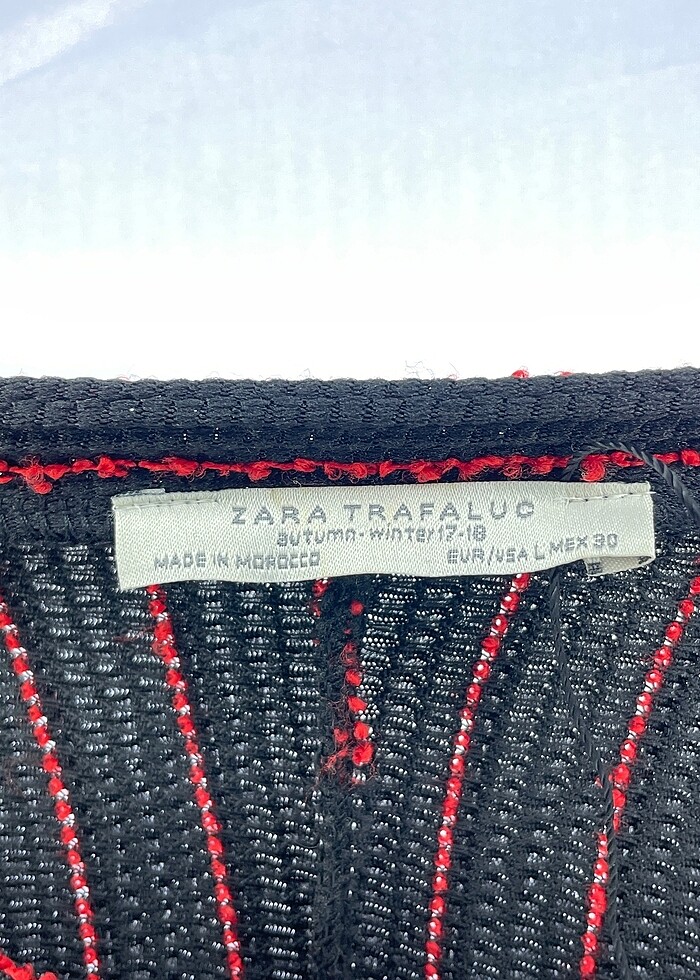 ZARA TRAFALUC
autumn-winter17-18
MADE IN MOROCCO EUR/USA L MEX 30